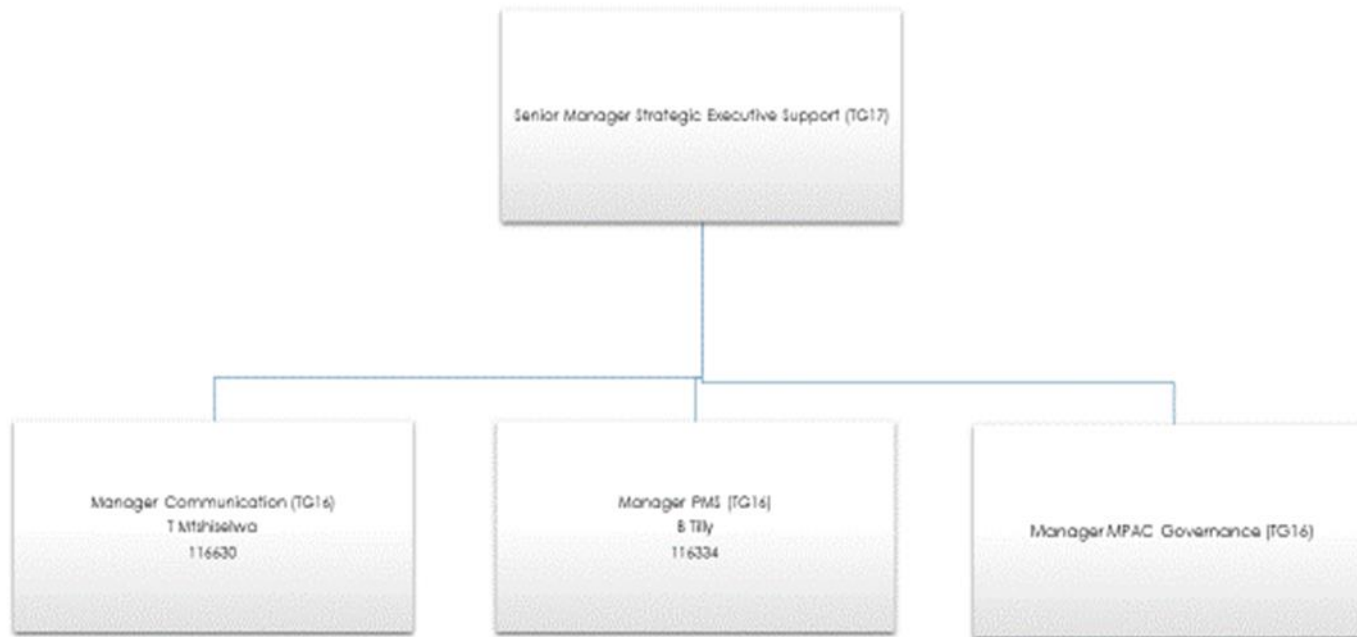 Senior Manager Strategic Executive Support (TG17)
Manager Communication (TG16)
T Mtshiselwa
116630
Manager PMS (TG16)
B Tilly
116334
Manager MPAC Governance (TG16)